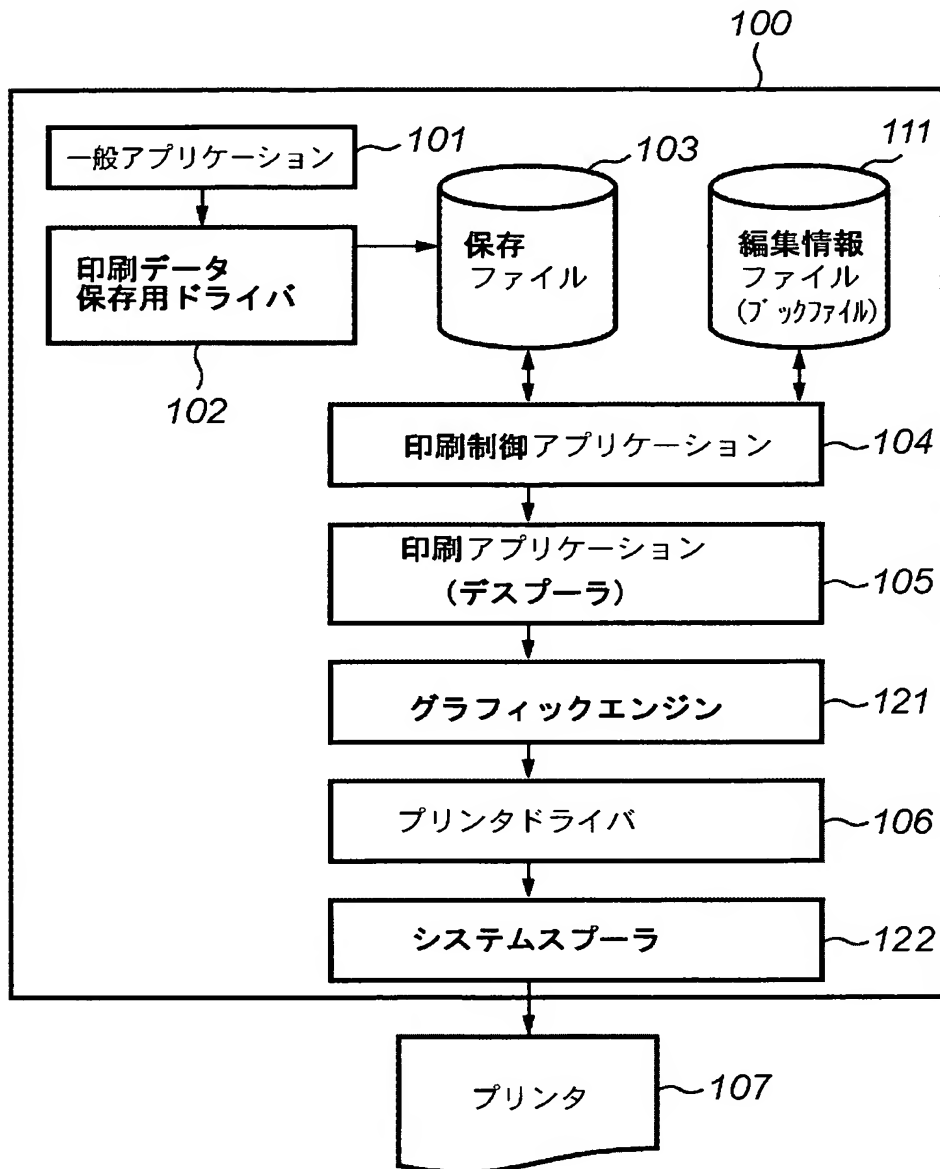 100
一般アプリケーション
101
印刷データ
保存用ドライバ
102
保存
ファイル
103
編集情報
ファイル
(ブックファイル)
111
印刷制御アプリケーション
104
印刷アプリケーション
(デスプーラ)
105
グラフィックエンジン
121
プリンタドライバ
106
システムスプーラ
122
プリンタ
107